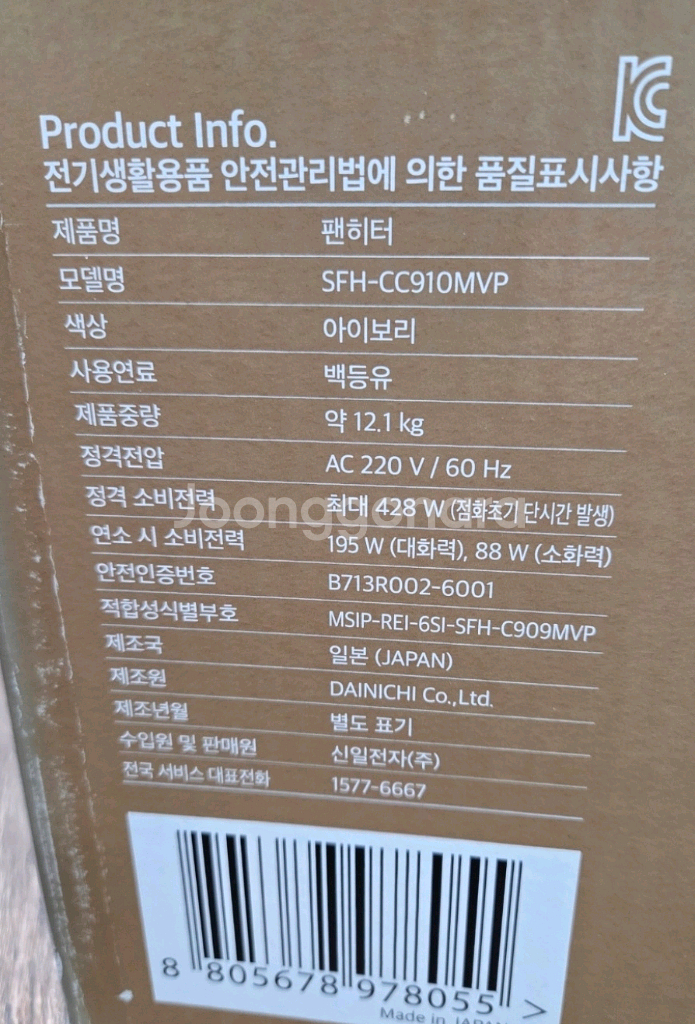 Product Info.
전기생활용품 안전관리법에 의한 품질표시사항
제품명 팬히터
모델명 SFH-CC910MVP
색상 아이보리
사용연료 백등유
제품중량 약 12.1 kg
정격전압 AC 220 V / 60 Hz
정격 소비전력 최대 428 W (점화초기 단시간 발생)
Joonggonara
연소 시 소비전력 195 W (대화력), 88 W (소화력)
안전인증번호 B713R002-6001
적합성식별부호 MSIP-REI-6SI-SFH-C909MVP
제조국 일본 (JAPAN)
제조원 DAINICHI Co.,Ltd.
제조년월 별도 표기
수입원 및 판매원 신일전자(주)
전국 서비스 대표전화 1577-6667
8 805678 978055 >
Made in JAPAN